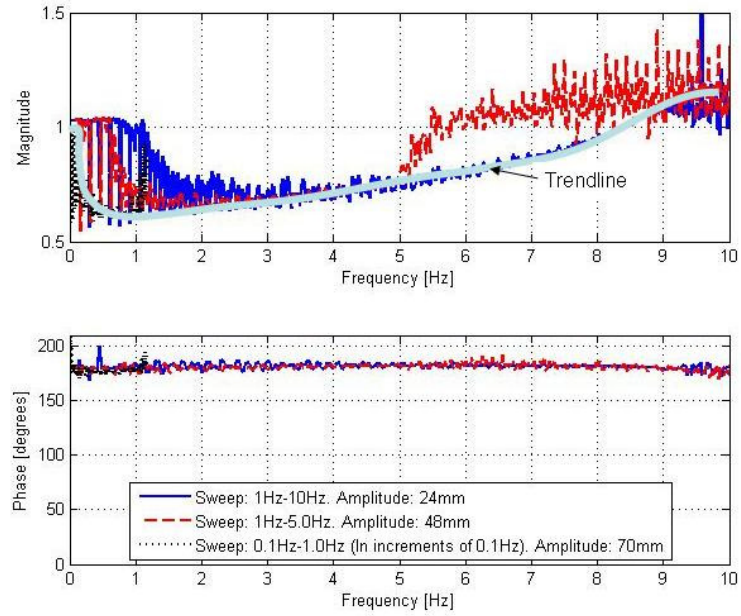 1.5
1
0.5
Magnitude
Trendline
0 1 2 3 4 5 6 7 8 9 10
Frequency [Hz]
200
150
100
50
0
Phase [degrees]
Sweep: 1Hz-10Hz. Amplitude: 24mm
Sweep: 1Hz-5.0Hz. Amplitude: 48mm
Sweep: 0.1Hz-1.0Hz (In increments of 0.1Hz). Amplitude: 70mm
0 1 2 3 4 5 6 7 8 9 10
Frequency [Hz]